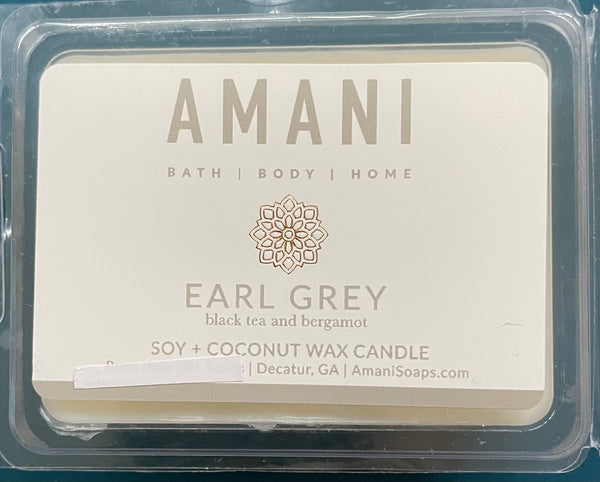 AMANI
BATH | BODY | HOME
EARL GREY
black tea and bergamot
SOY + COCONUT WAX CANDLE
| Decatur, GA | AmaniSoaps.com